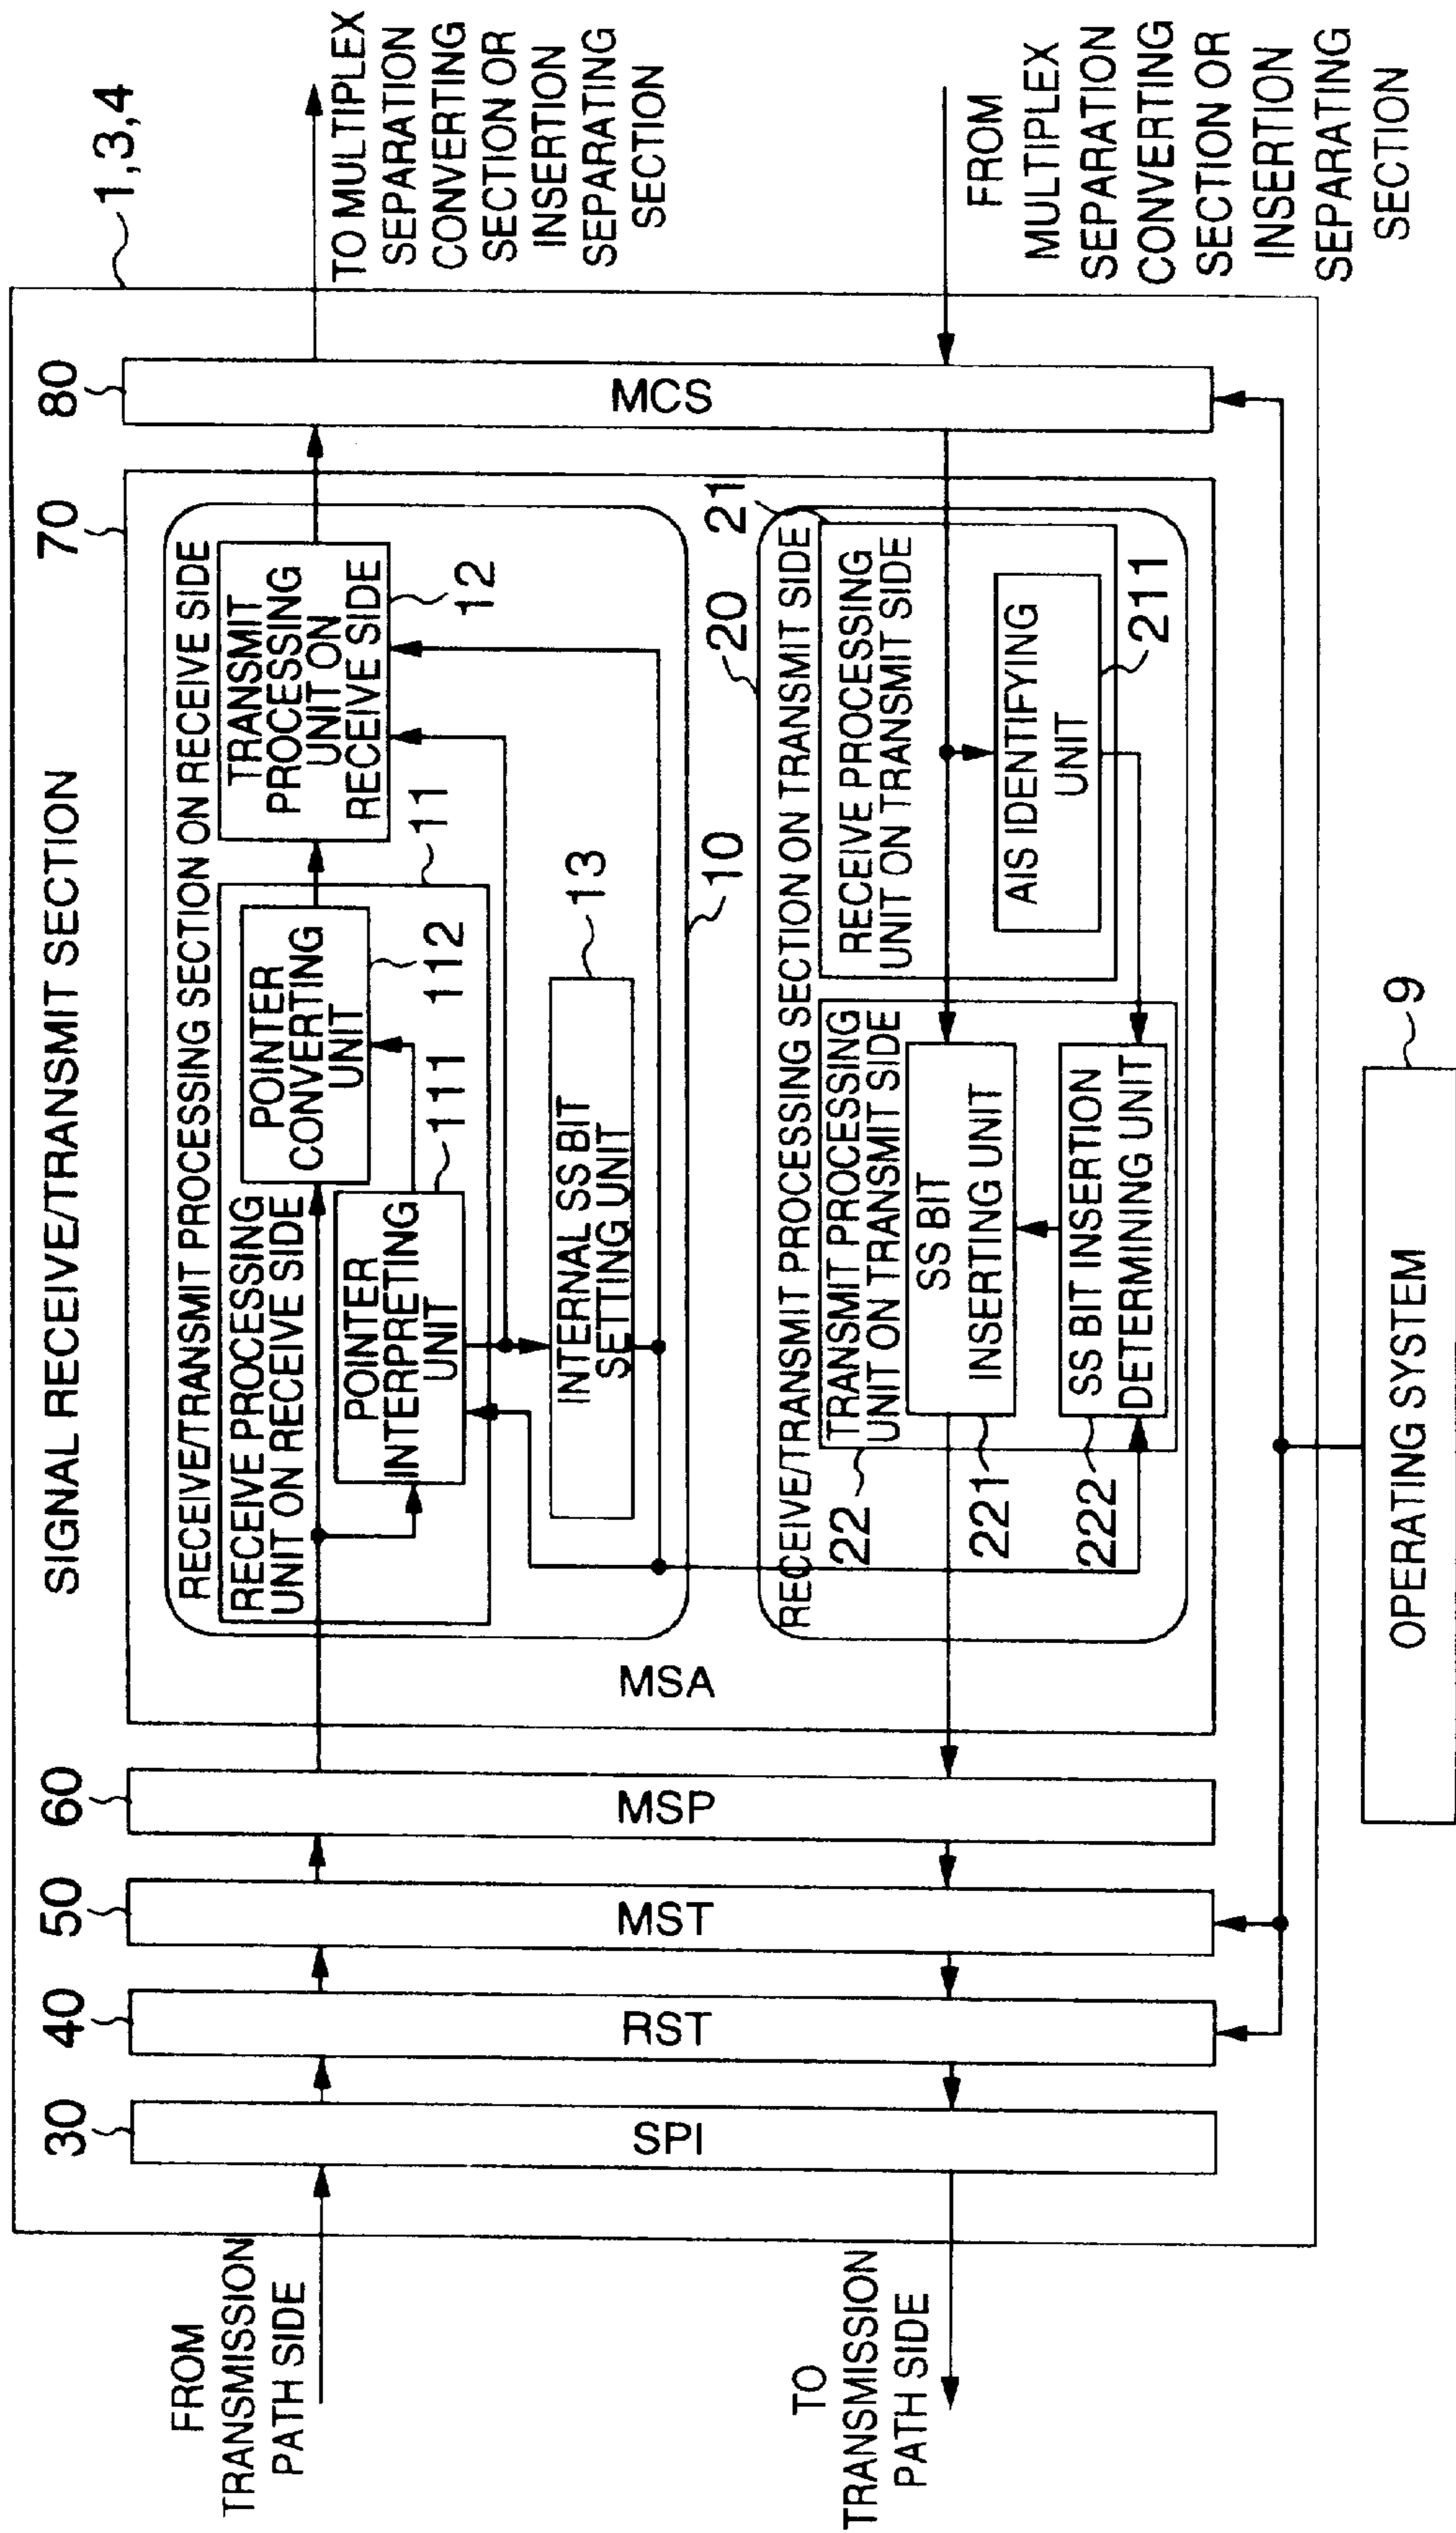 SIGNAL RECEIVE/TRANSMIT SECTION
1,3,4
30
40
50
60
70
80
FROM
TRANSMISSION
PATH SIDE
TO
TRANSMISSION
PATH SIDE
SPI
RST
MST
MSP
MSA
MCS
RECEIVE/TRANSMIT PROCESSING SECTION ON RECEIVE SIDE
RECEIVE PROCESSING
UNIT ON RECEIVE SIDE
POINTER
INTERPRETING
UNIT
111
POINTER
CONVERTING
UNIT
112
11
TRANSMIT
PROCESSING
UNIT ON
RECEIVE SIDE
12
INTERNAL SS BIT
SETTING UNIT
13
10
RECEIVE/TRANSMIT PROCESSING SECTION ON TRANSMIT SIDE
20
21
TRANSMIT PROCESSING
UNIT ON TRANSMIT SIDE
22
SS BIT
INSERTING UNIT
221
SS BIT INSERTION
DETERMINING UNIT
222
RECEIVE PROCESSING
UNIT ON TRANSMIT SIDE
AIS IDENTIFYING
UNIT
211
TO MULTIPLEX
SEPARATION
CONVERTING
SECTION OR
INSERTION
SEPARATING
SECTION
FROM
MULTIPLEX
SEPARATION
CONVERTING
SECTION OR
INSERTION
SEPARATING
SECTION
OPERATING SYSTEM
9